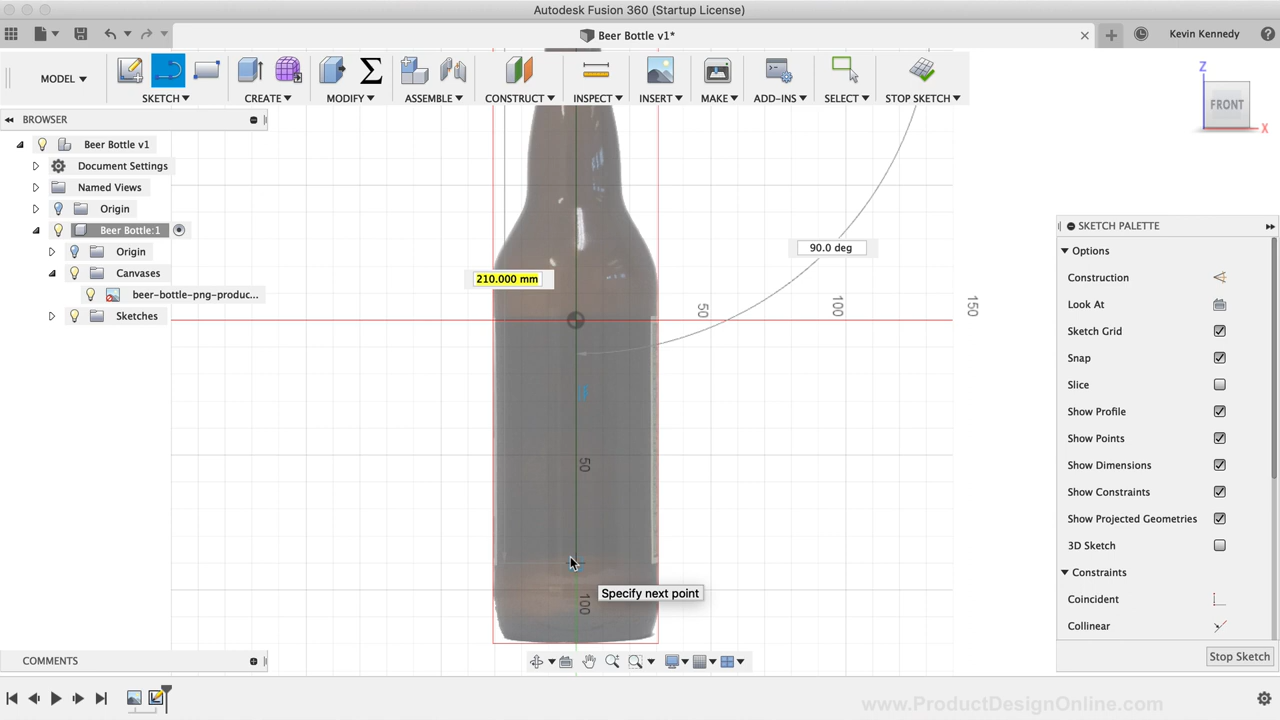 Autodesk Fusion 360 (Startup License)
Beer Bottle v1*
Kevin Kennedy
MODEL
SKETCH
CREATE
MODIFY
ASSEMBLE
CONSTRUCT
INSPECT
INSERT
MAKE
ADD-INS
SELECT
STOP SKETCH
BROWSER
Beer Bottle v1
Document Settings
Named Views
Origin
Beer Bottle:1
Origin
Canvases
beer-bottle-png-produc...
Sketches
Z
FRONT
X
90.0 deg
210.000 mm
50
100
150
50
100
Specify next point
SKETCH PALETTE
Options
Construction
Look At
Sketch Grid
Snap
Slice
Show Profile
Show Points
Show Dimensions
Show Constraints
Show Projected Geometries
3D Sketch
Constraints
Coincident
Collinear
Stop Sketch
COMMENTS
www.ProductDesignOnline.com